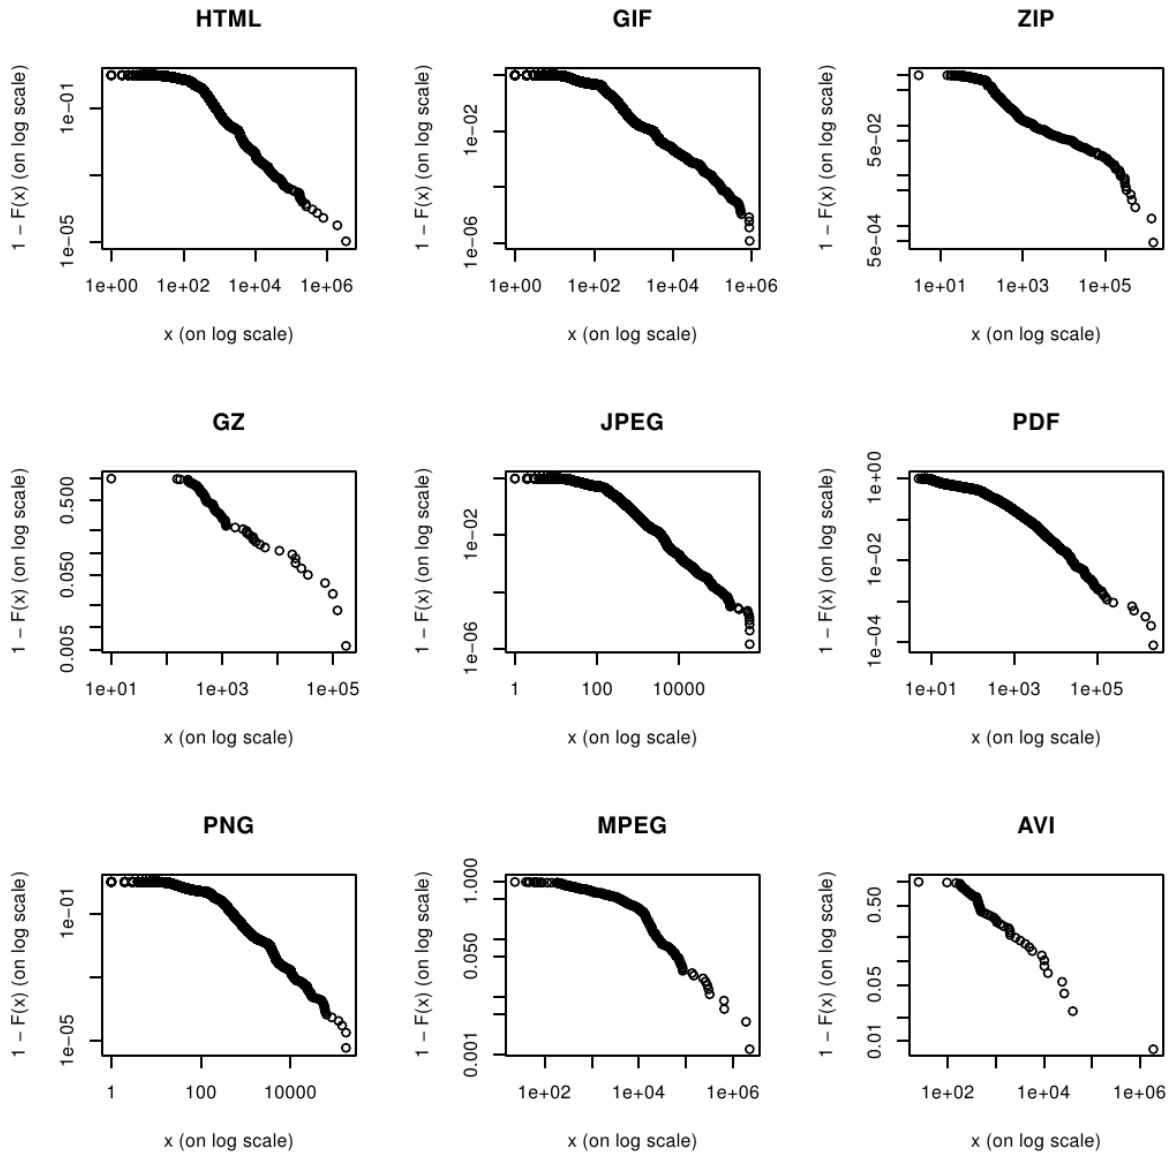 HTML
1 − F(x) (on log scale)
1e−01
1e−05
1e+00 1e+02 1e+04 1e+06
x (on log scale)
GIF
1 − F(x) (on log scale)
1e−02
1e−06
1e+00 1e+02 1e+04 1e+06
x (on log scale)
ZIP
1 − F(x) (on log scale)
5e−02
5e−04
1e+01 1e+03 1e+05
x (on log scale)
GZ
1 − F(x) (on log scale)
0.500
0.050
0.005
1e+01 1e+03 1e+05
x (on log scale)
JPEG
1 − F(x) (on log scale)
1e−02
1e−06
1 100 10000
x (on log scale)
PDF
1 − F(x) (on log scale)
1e+00
1e−02
1e−04
1e+01 1e+03 1e+05
x (on log scale)
PNG
1 − F(x) (on log scale)
1e−01
1e−05
1 100 10000
x (on log scale)
MPEG
1 − F(x) (on log scale)
1.000
0.050
0.001
1e+02 1e+04 1e+06
x (on log scale)
AVI
1 − F(x) (on log scale)
0.50
0.05
0.01
1e+02 1e+04 1e+06
x (on log scale)